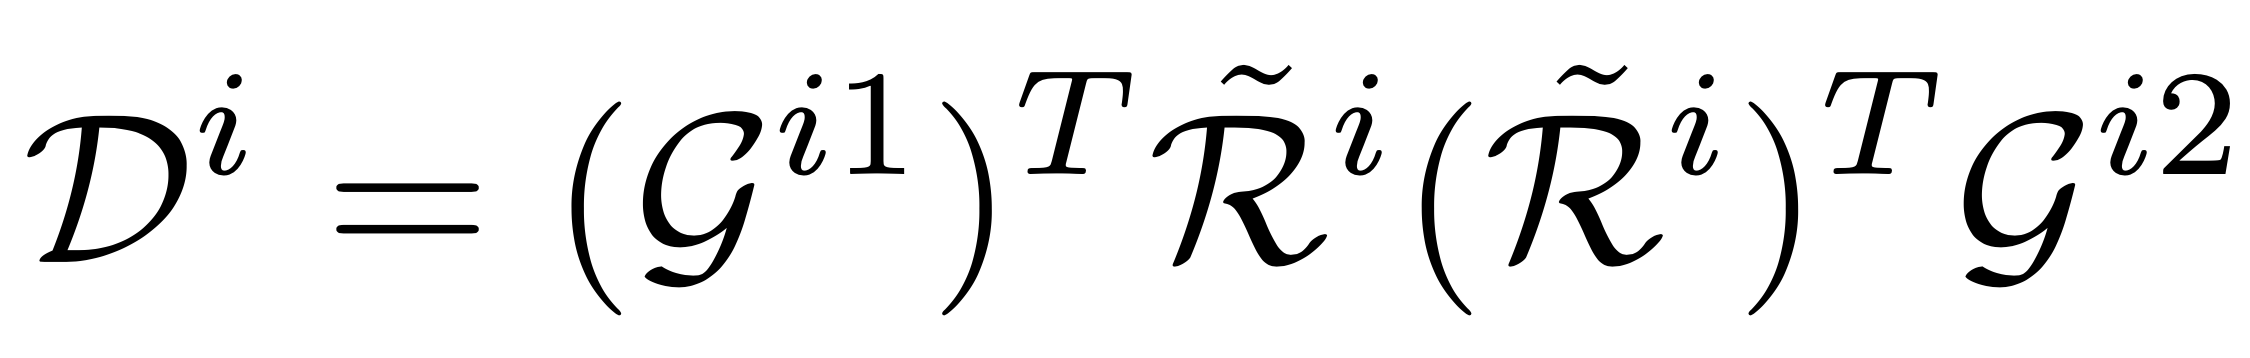 𝒟^i = (𝒢^{i1})^T ℛ̃^i (ℛ̃^i)^T 𝒢^{i2}